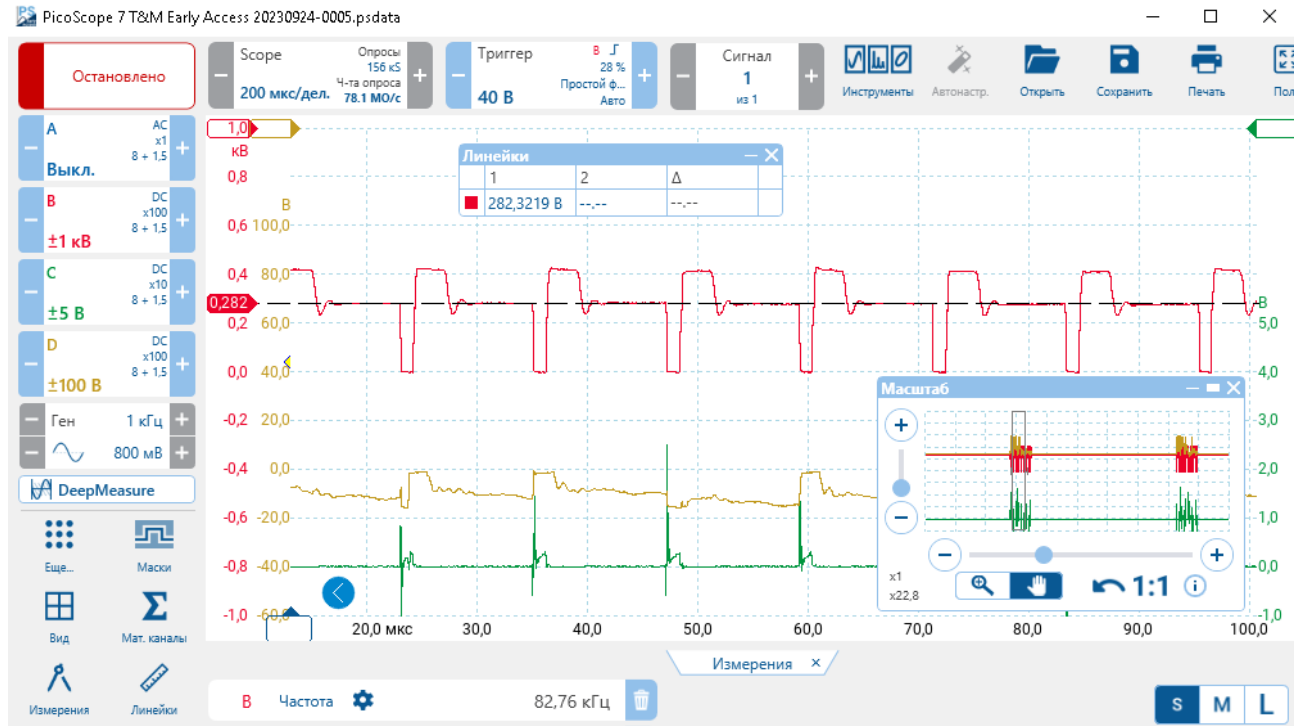 PicoScope 7 T&M Early Access 20230924-0005.psdata
Остановлено
Scope
Опросы
156 кS
Ч-та опроса
200 мкс/дел. 78.1 МО/с
Триггер
B
28 %
Простой ф...
40 В Авто
Сигнал
1
из 1
Инструменты
Автонастр.
Открыть
Сохранить
Печать
Пол
A AC
x1
8 + 1,5
Выкл.
B DC
x100
8 + 1,5
±1 кВ
C DC
x10
8 + 1,5
±5 В
D DC
x100
8 + 1,5
±100 В
Ген 1 кГц
800 мВ
DeepMeasure
Еще...
Маски
Вид
Мат. каналы
Измерения
Линейки
1,0
кВ
0,8
0,6
0,4
0,282
0,2
0,0
-0,2
-0,4
-0,6
-0,8
-1,0
В
100,0
80,0
60,0
40,0
20,0
0,0
-20,0
-40,0
-60,0
Линейки
1 2 Δ
282,3219 В --,-- --,--
В
5,0
4,0
3,0
2,0
1,0
0,0
-1,0
Масштаб
x1
x22,8
1:1
20,0 мкс 30,0 40,0 50,0 60,0 70,0 80,0 90,0 100,0
Измерения ×
B Частота 82,76 кГц
S M L